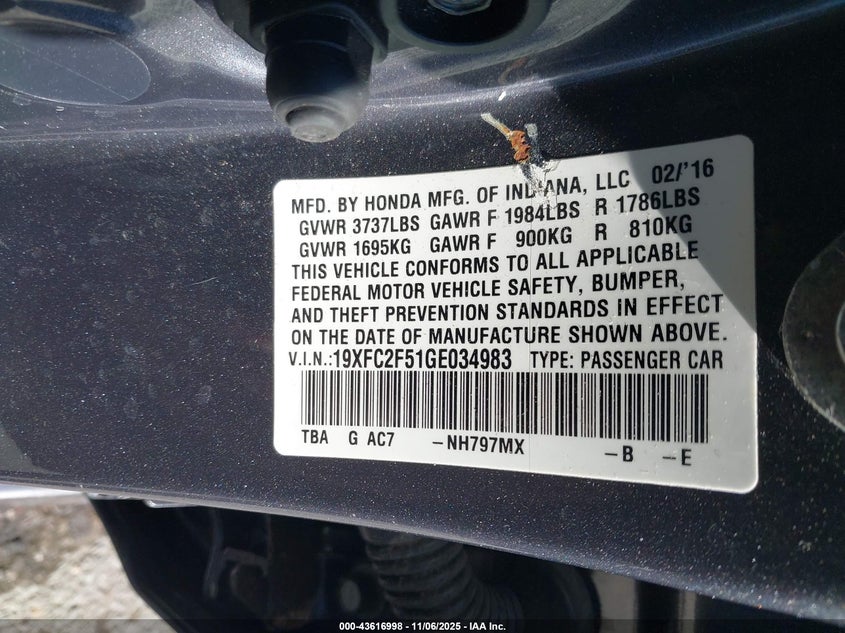 MFD. BY HONDA MFG. OF INDIANA, LLC 02/'16
GVWR 3737LBS GAWR F 1984LBS R 1786LBS
GVWR 1695KG GAWR F 900KG R 810KG
THIS VEHICLE CONFORMS TO ALL APPLICABLE
FEDERAL MOTOR VEHICLE SAFETY, BUMPER,
AND THEFT PREVENTION STANDARDS IN EFFECT
ON THE DATE OF MANUFACTURE SHOWN ABOVE.
V.I.N.:19XFC2F51GE034983 TYPE: PASSENGER CAR
TBA G AC7 -NH797MX -B -E
000-43616998 - 11/06/2025 - IAA Inc.